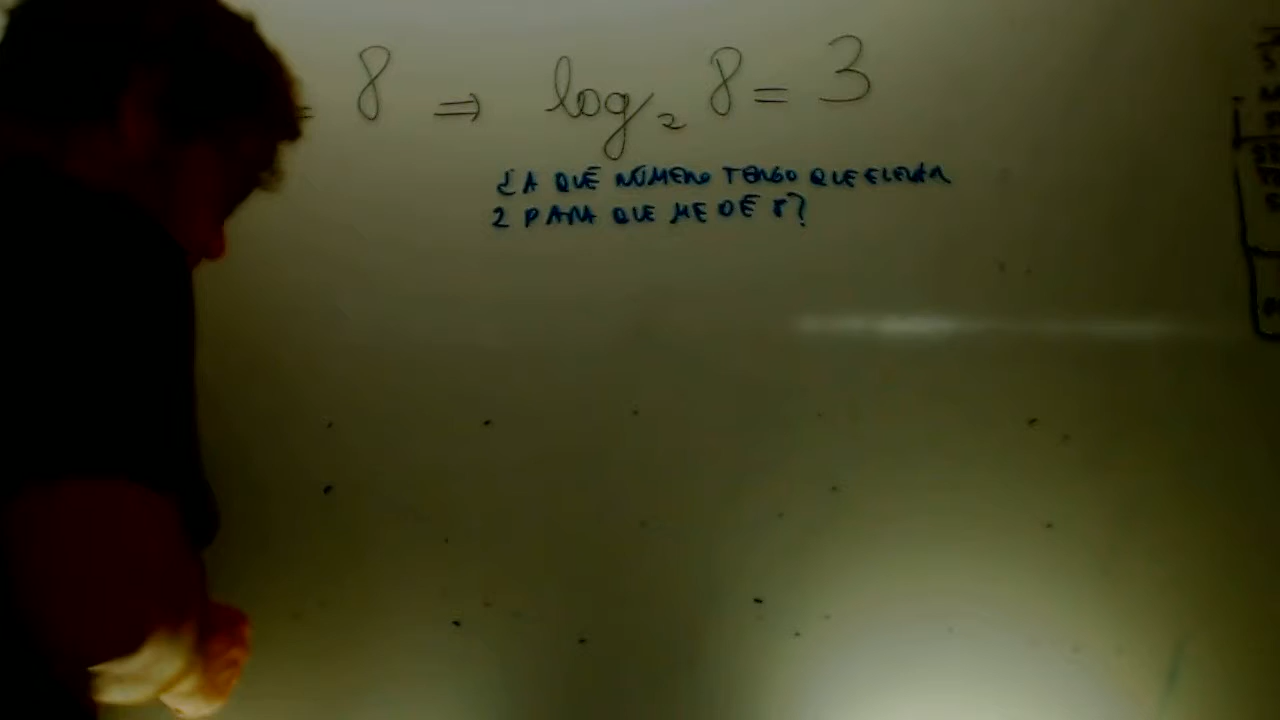 = 8 ⇒ log₂ 8 = 3
¿A QUÉ NÚMERO TENGO QUE ELEVAR
2 PARA QUE ME DÉ 8?